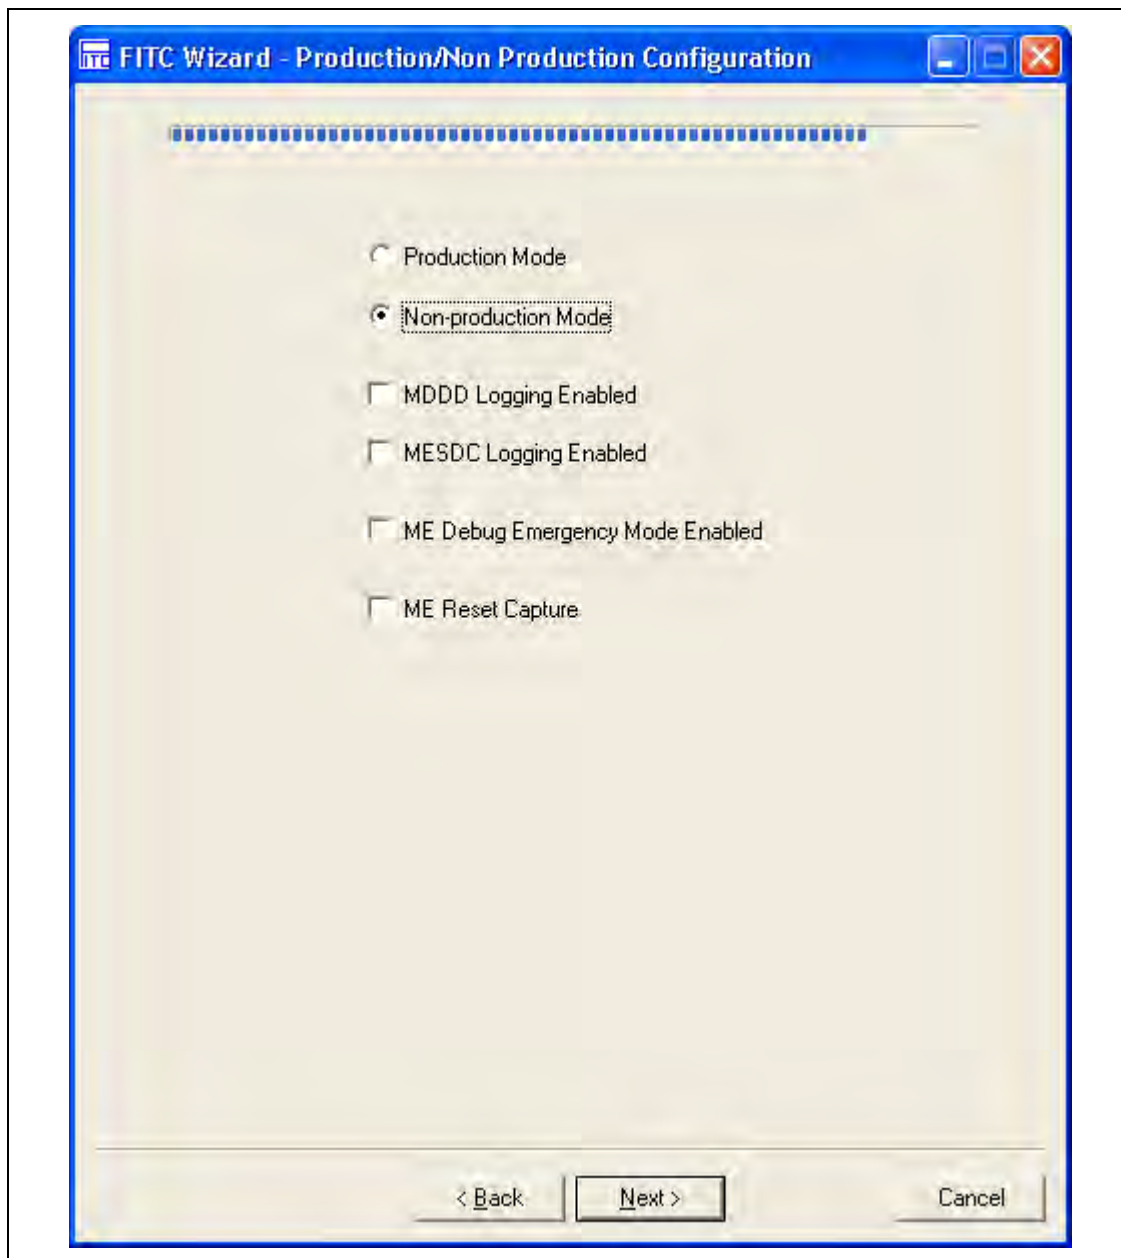 FITC
FITC Wizard - Production/Non Production Configuration
Production Mode
Non-production Mode
MDDD Logging Enabled
MESDC Logging Enabled
ME Debug Emergency Mode Enabled
ME Reset Capture
< Back
Next >
Cancel